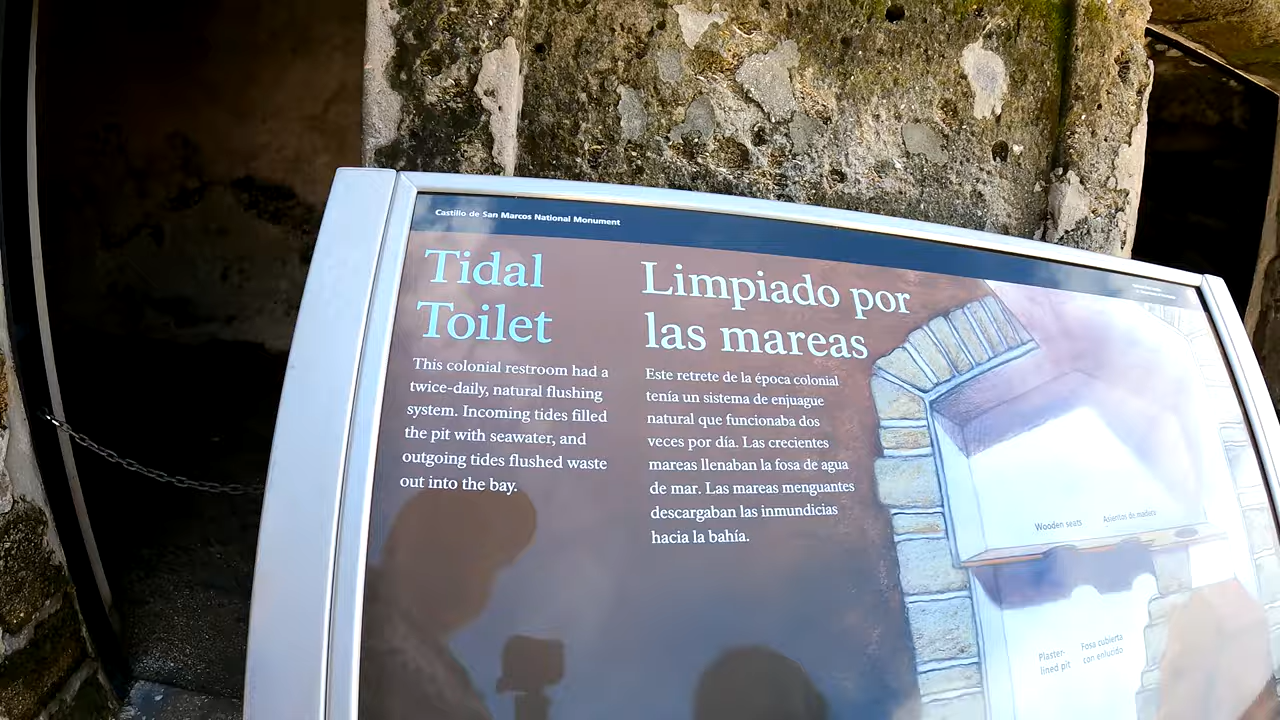 Castillo de San Marcos National Monument
Tidal
Toilet
This colonial restroom had a
twice-daily, natural flushing
system. Incoming tides filled
the pit with seawater, and
outgoing tides flushed waste
out into the bay.
Limpiado por
las mareas
Este retrete de la época colonial
tenía un sistema de enjuague
natural que funcionaba dos
veces por día. Las crecientes
mareas llenaban la fosa de agua
de mar. Las mareas menguantes
descargaban las inmundicias
hacia la bahía.
Wooden seats
Asientos de madera
Plaster-
lined pit
Fosa cubierta
con enlucido